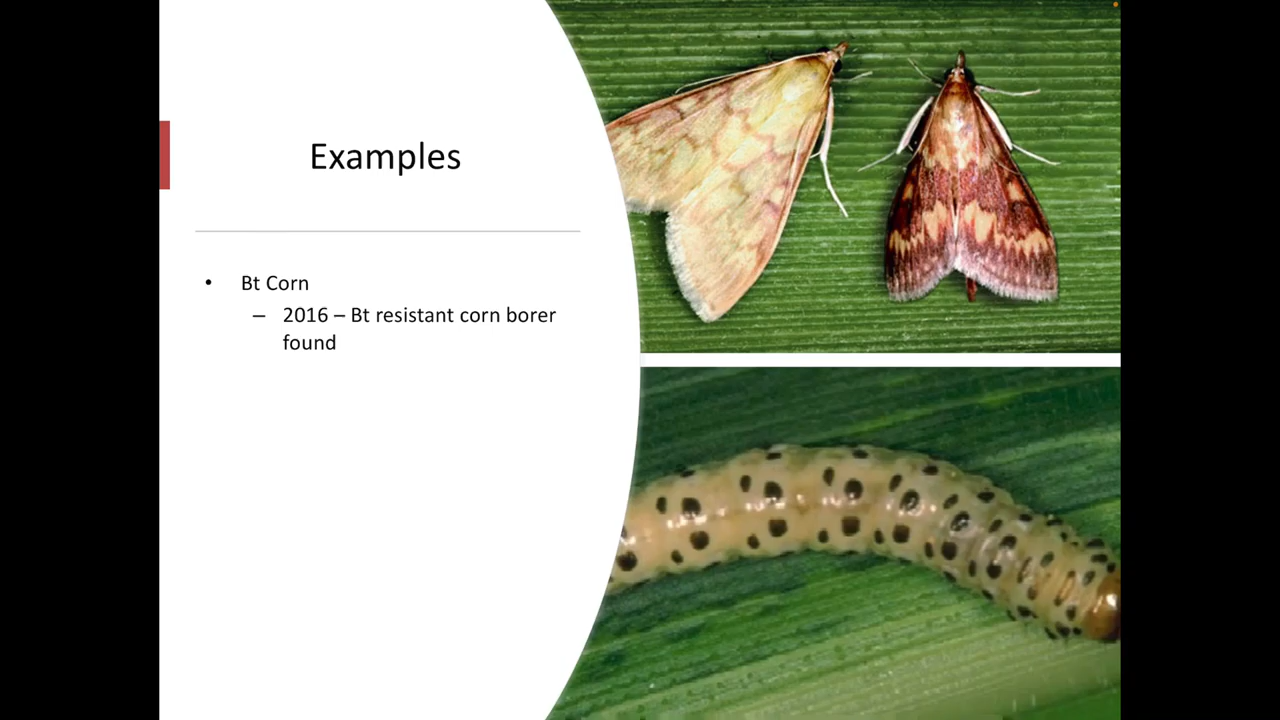 Examples
• Bt Corn
– 2016 – Bt resistant corn borer
found